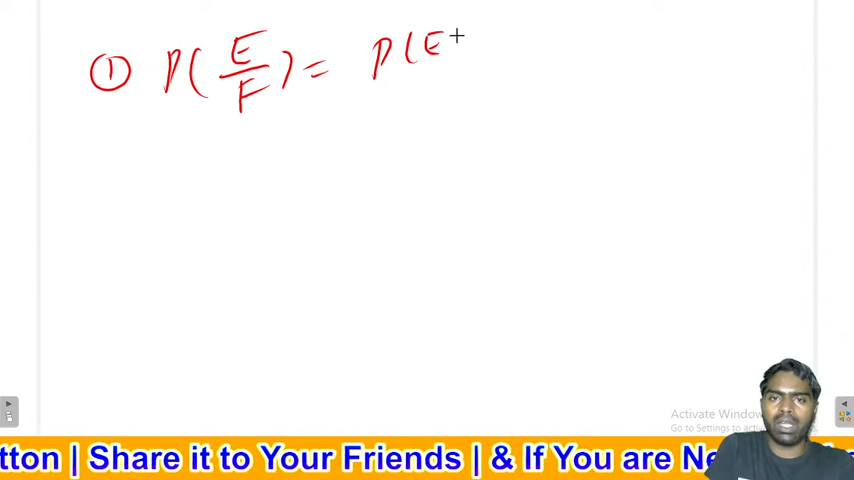 ① P(E/F) = P(E
Activate Window
Go to Settings to activ
tton | Share it to Your Friends | & If You are Ne